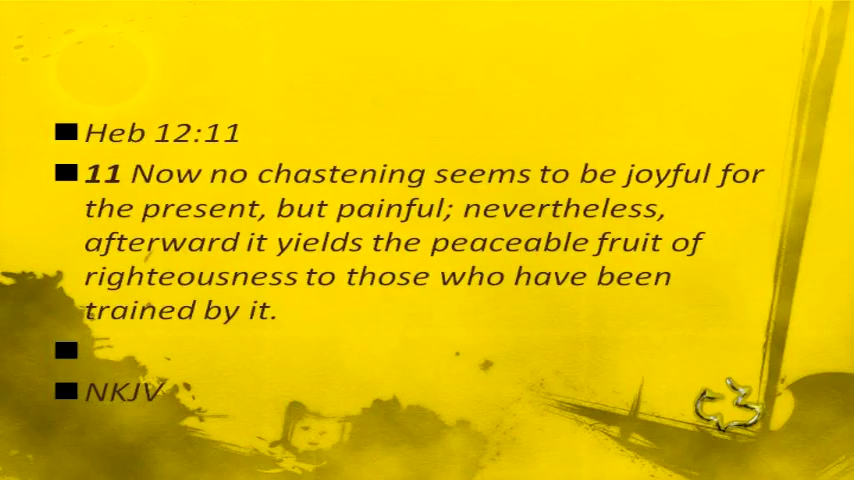 Heb 12:11
11 Now no chastening seems to be joyful for
the present, but painful; nevertheless,
afterward it yields the peaceable fruit of
righteousness to those who have been
trained by it.
NKJV